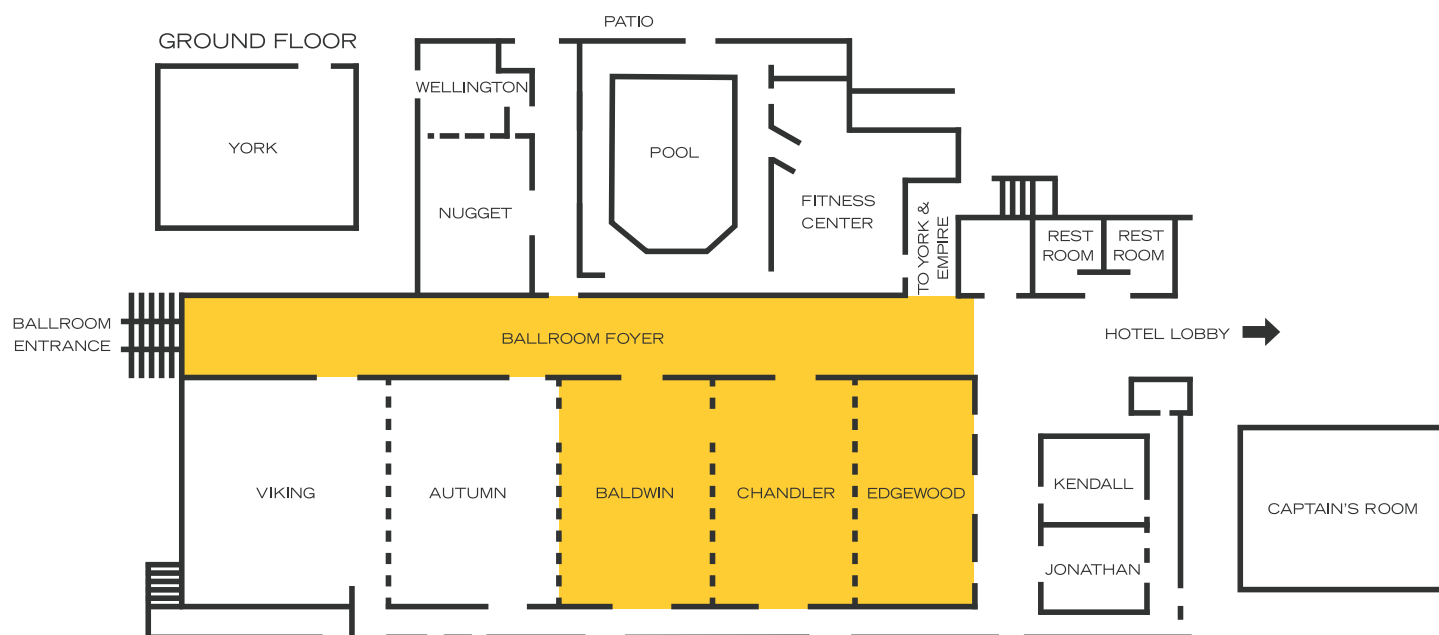 PATIO
GROUND FLOOR
WELLINGTON
YORK
POOL
NUGGET
FITNESS
CENTER
TO YORK &
EMPIRE
REST
ROOM
REST
ROOM
BALLROOM
ENTRANCE
BALLROOM FOYER
HOTEL LOBBY
VIKING
AUTUMN
BALDWIN
CHANDLER
EDGEWOOD
KENDALL
CAPTAIN'S ROOM
JONATHAN